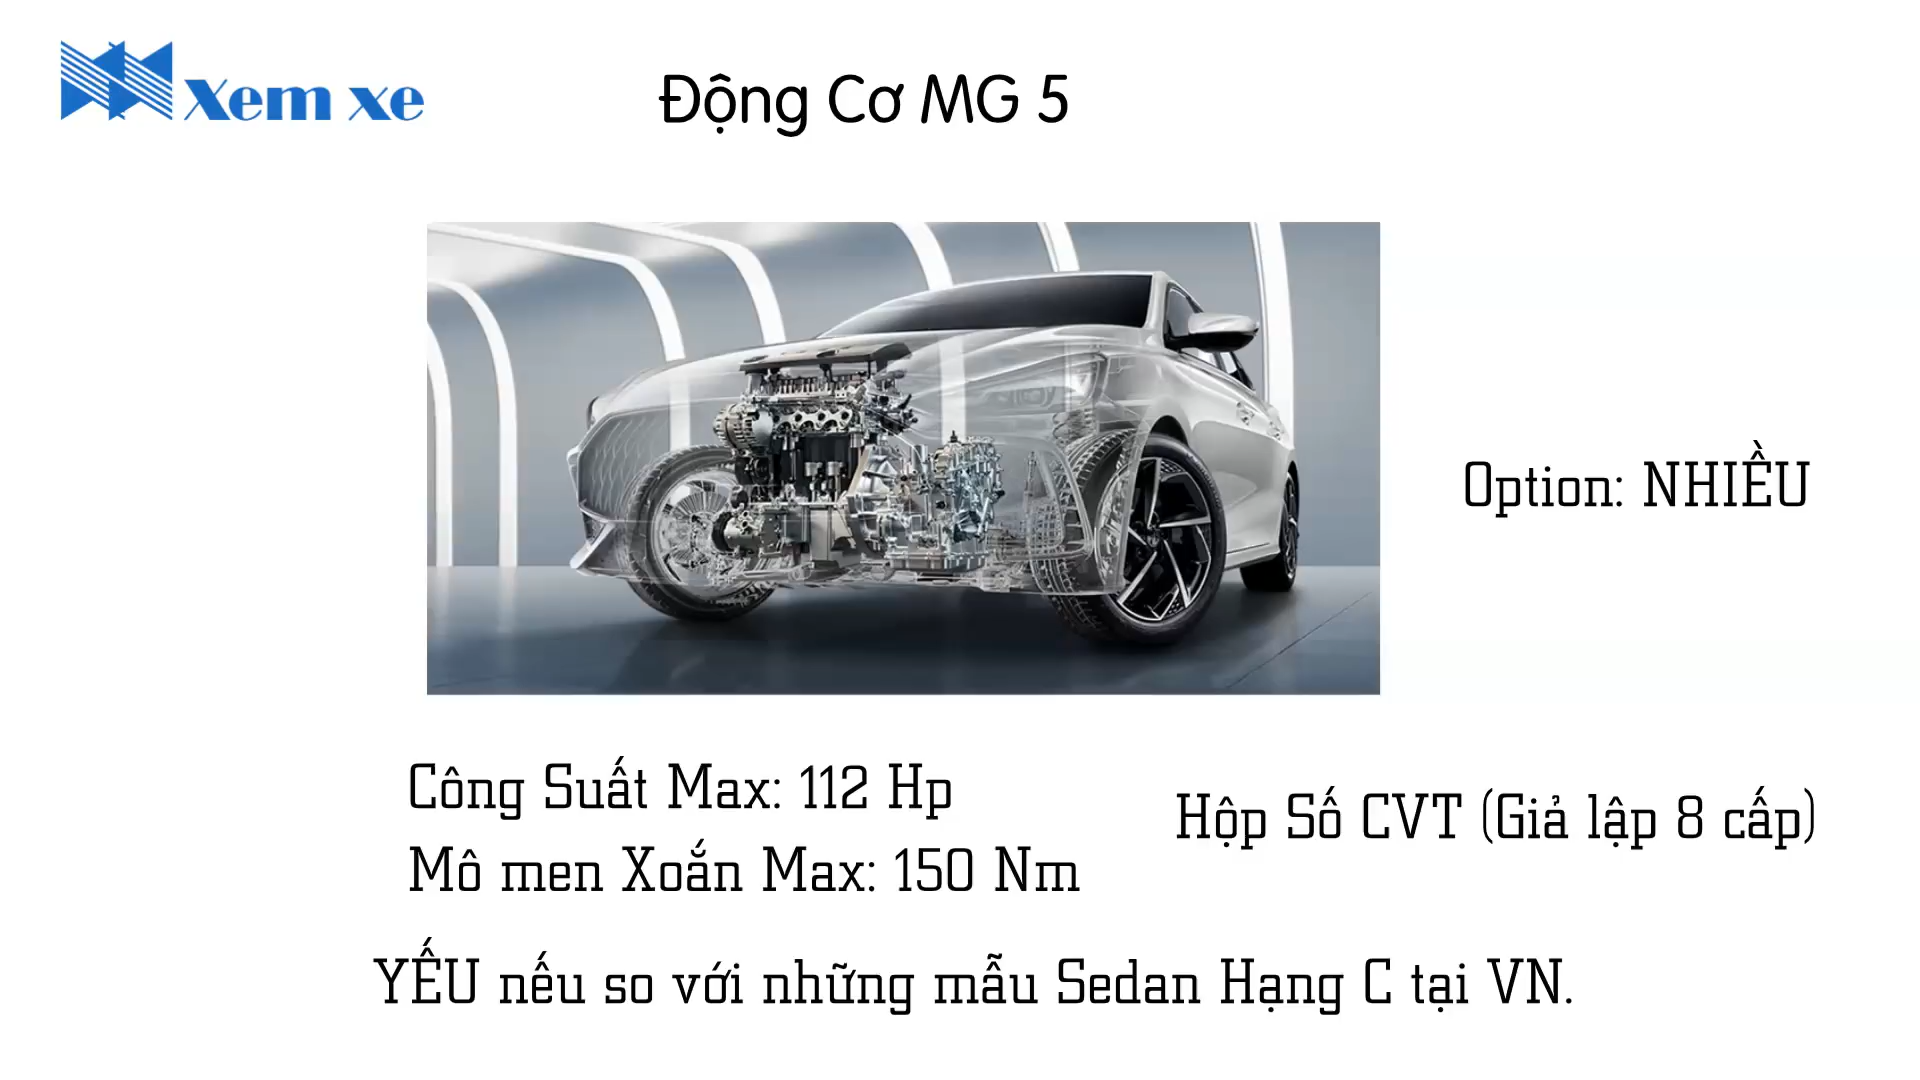 Xem xe
Động Cơ MG 5
Option: NHIỀU
Công Suất Max: 112 Hp
Mô men Xoắn Max: 150 Nm
Hộp Số CVT (Giả lập 8 cấp)
YẾU nếu so với những mẫu Sedan Hạng C tại VN.